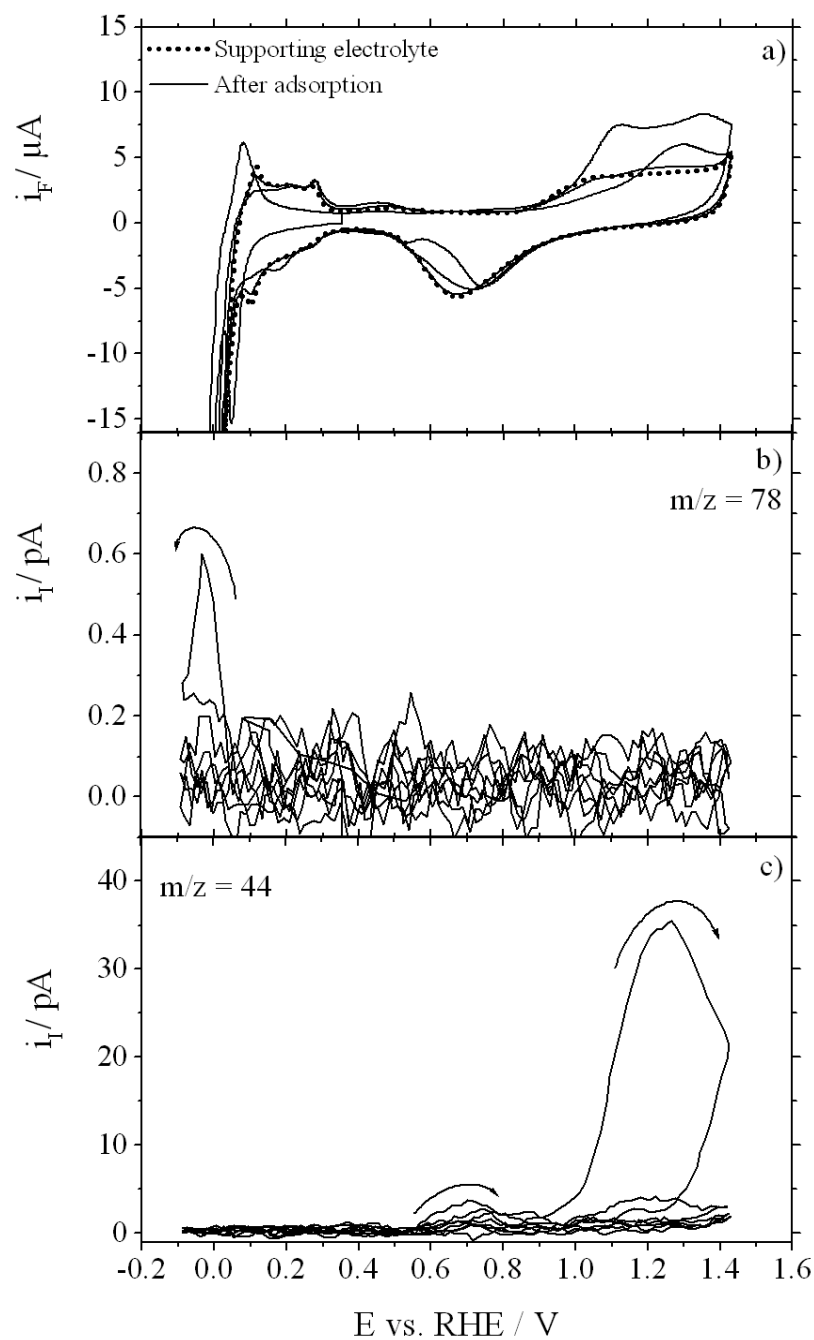 15
10
5
0
-5
-10
-15
i_F / μA
Supporting electrolyte
After adsorption
a)
0.8
0.6
0.4
0.2
0.0
i_I / pA
b)
m/z = 78
40
30
20
10
0
i_I / pA
m/z = 44
c)
-0.2 0.0 0.2 0.4 0.6 0.8 1.0 1.2 1.4 1.6
E vs. RHE / V